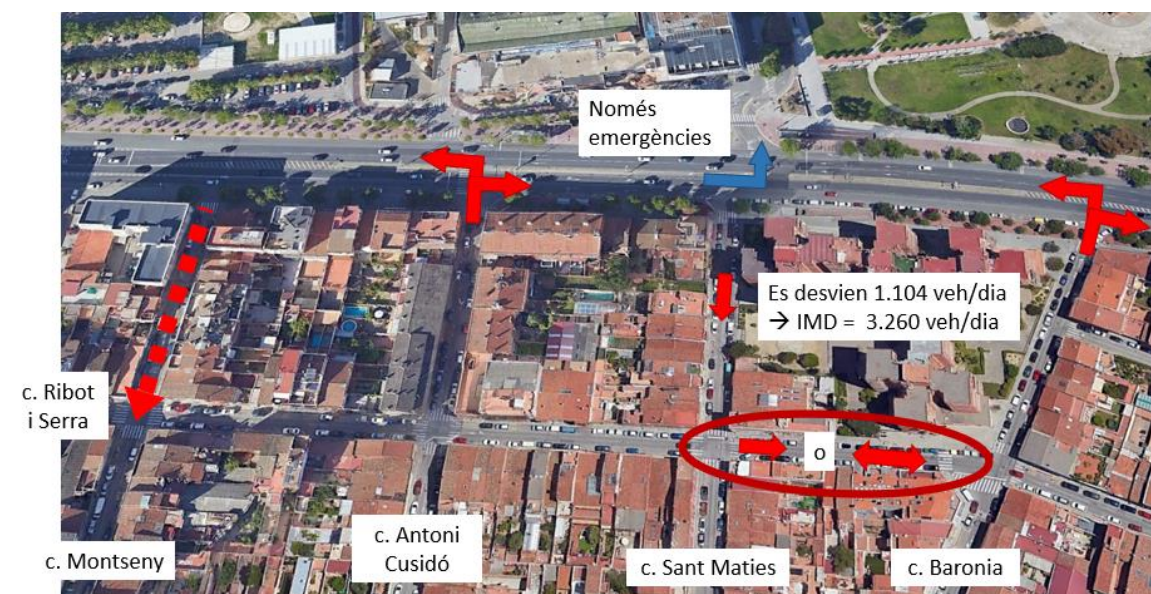 Només
emergències
Es desvien 1.104 veh/dia
→ IMD = 3.260 veh/dia
c. Ribot
i Serra
o
c. Montseny
c. Antoni
Cusidó
c. Sant Maties
c. Baronia